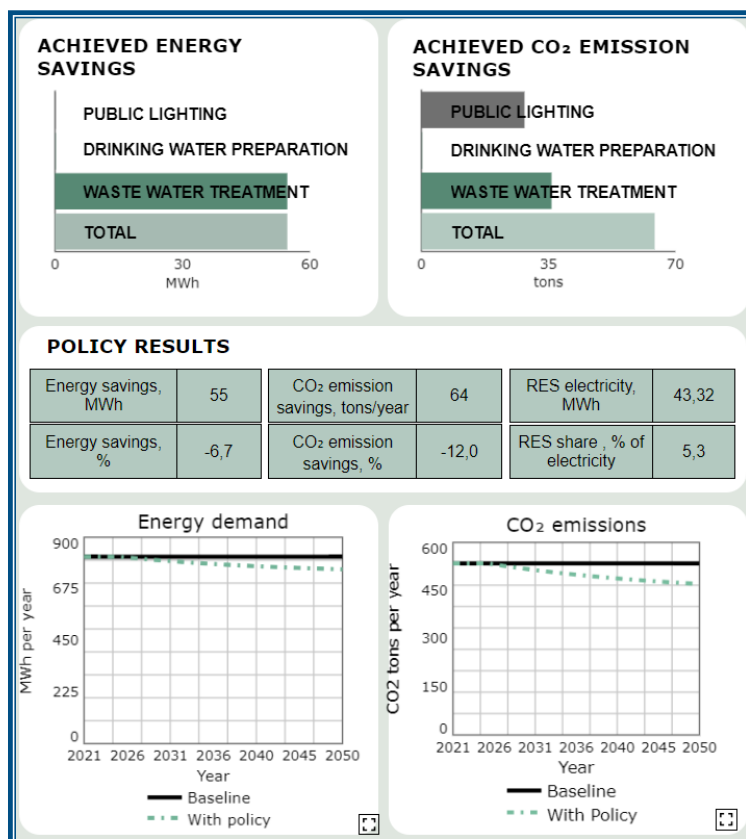 ACHIEVED ENERGY
SAVINGS
PUBLIC LIGHTING
DRINKING WATER PREPARATION
WASTE WATER TREATMENT
TOTAL
0
30
60
MWh
ACHIEVED CO₂ EMISSION
SAVINGS
PUBLIC LIGHTING
DRINKING WATER PREPARATION
WASTE WATER TREATMENT
TOTAL
0
35
70
tons
POLICY RESULTS
Energy savings,
MWh
55
CO₂ emission
savings, tons/year
64
RES electricity,
MWh
43,32
Energy savings,
%
-6,7
CO₂ emission
savings, %
-12,0
RES share , % of
electricity
5,3
Energy demand
MWh per year
900
675
450
225
0
2021 2026 2031 2036 2040 2045 2050
Year
Baseline
With policy
CO₂ emissions
CO2 tons per year
600
450
300
150
0
2021 2026 2031 2036 2040 2045 2050
Year
Baseline
With Policy